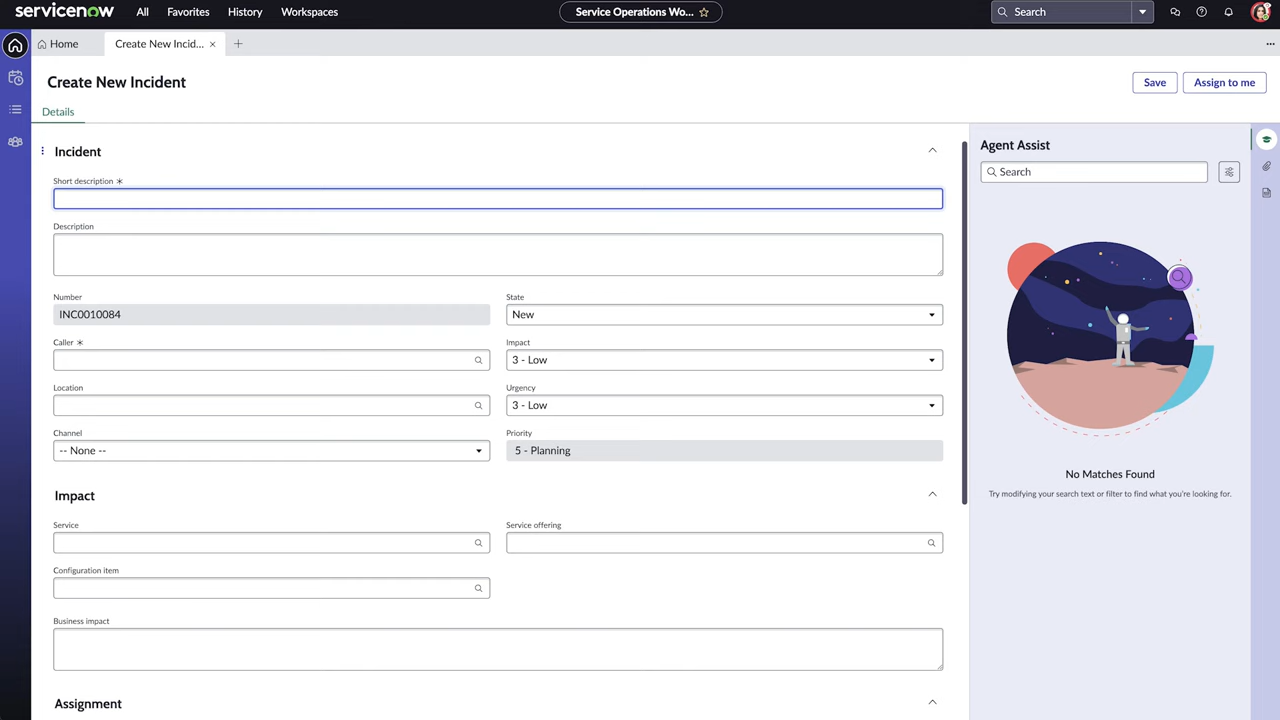 servicenow All Favorites History Workspaces Service Operations Wo... Search
Home Create New Incid...
Create New Incident Save Assign to me
Details
Incident
Short description *
Description
Number State
INC0010084 New
Caller * Impact
3 - Low
Location Urgency
3 - Low
Channel Priority
-- None -- 5 - Planning
Impact
Service Service offering
Configuration item
Business impact
Assignment
Agent Assist
Search
No Matches Found
Try modifying your search text or filter to find what you're looking for.